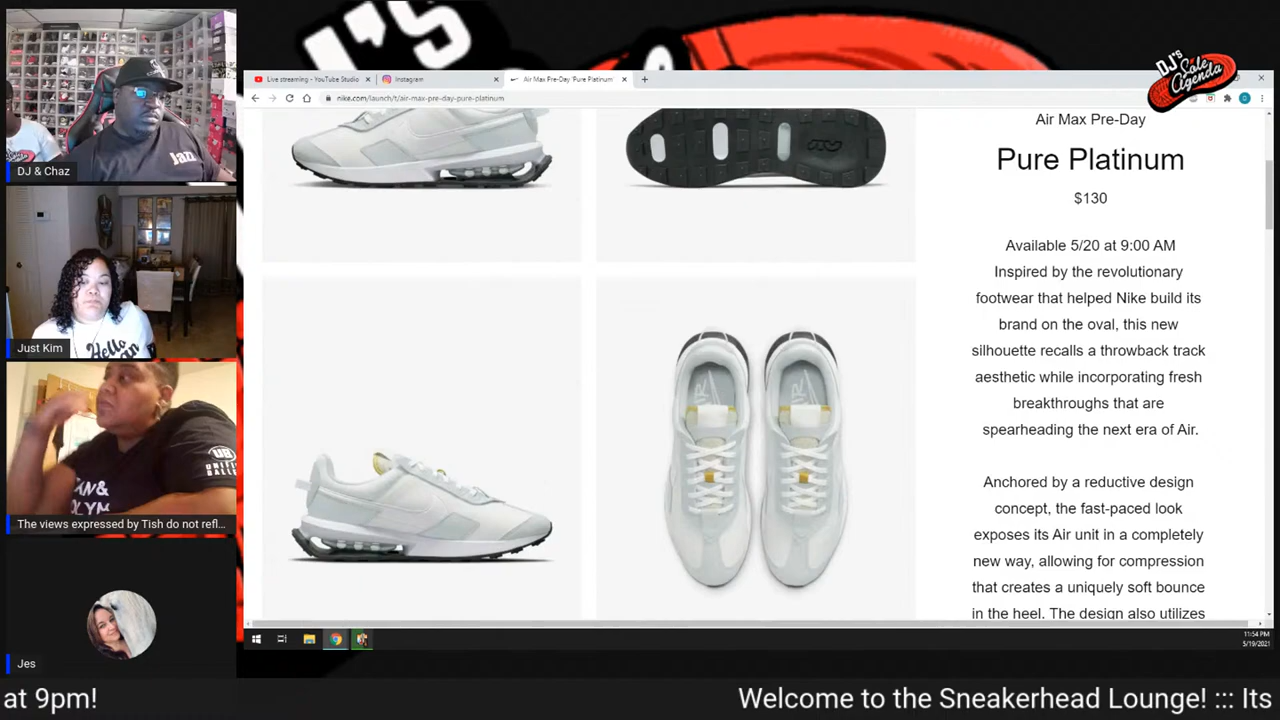 J'S
DJ'S
Sole
Agenda
Live streaming - YouTube Studio
Instagram
Air Max Pre-Day 'Pure Platinum'
nike.com/launch/t/air-max-pre-day-pure-platinum
Air Max Pre-Day
Pure Platinum
$130
Available 5/20 at 9:00 AM
Inspired by the revolutionary
footwear that helped Nike build its
brand on the oval, this new
silhouette recalls a throwback track
aesthetic while incorporating fresh
breakthroughs that are
spearheading the next era of Air.
Anchored by a reductive design
concept, the fast-paced look
exposes its Air unit in a completely
new way, allowing for compression
that creates a uniquely soft bounce
in the heel. The design also utilizes
Jazz
DJ & Chaz
Hello
Just Kim
UB
The views expressed by Tish do not refl...
Jes
11:54 PM
5/19/2021
at 9pm!
Welcome to the Sneakerhead Lounge! ::: Its